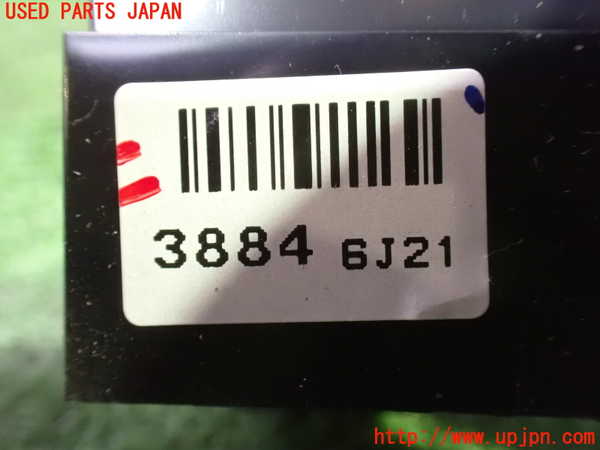 USED PARTS JAPAN
3884 6J21
http://www.upjpn.com/